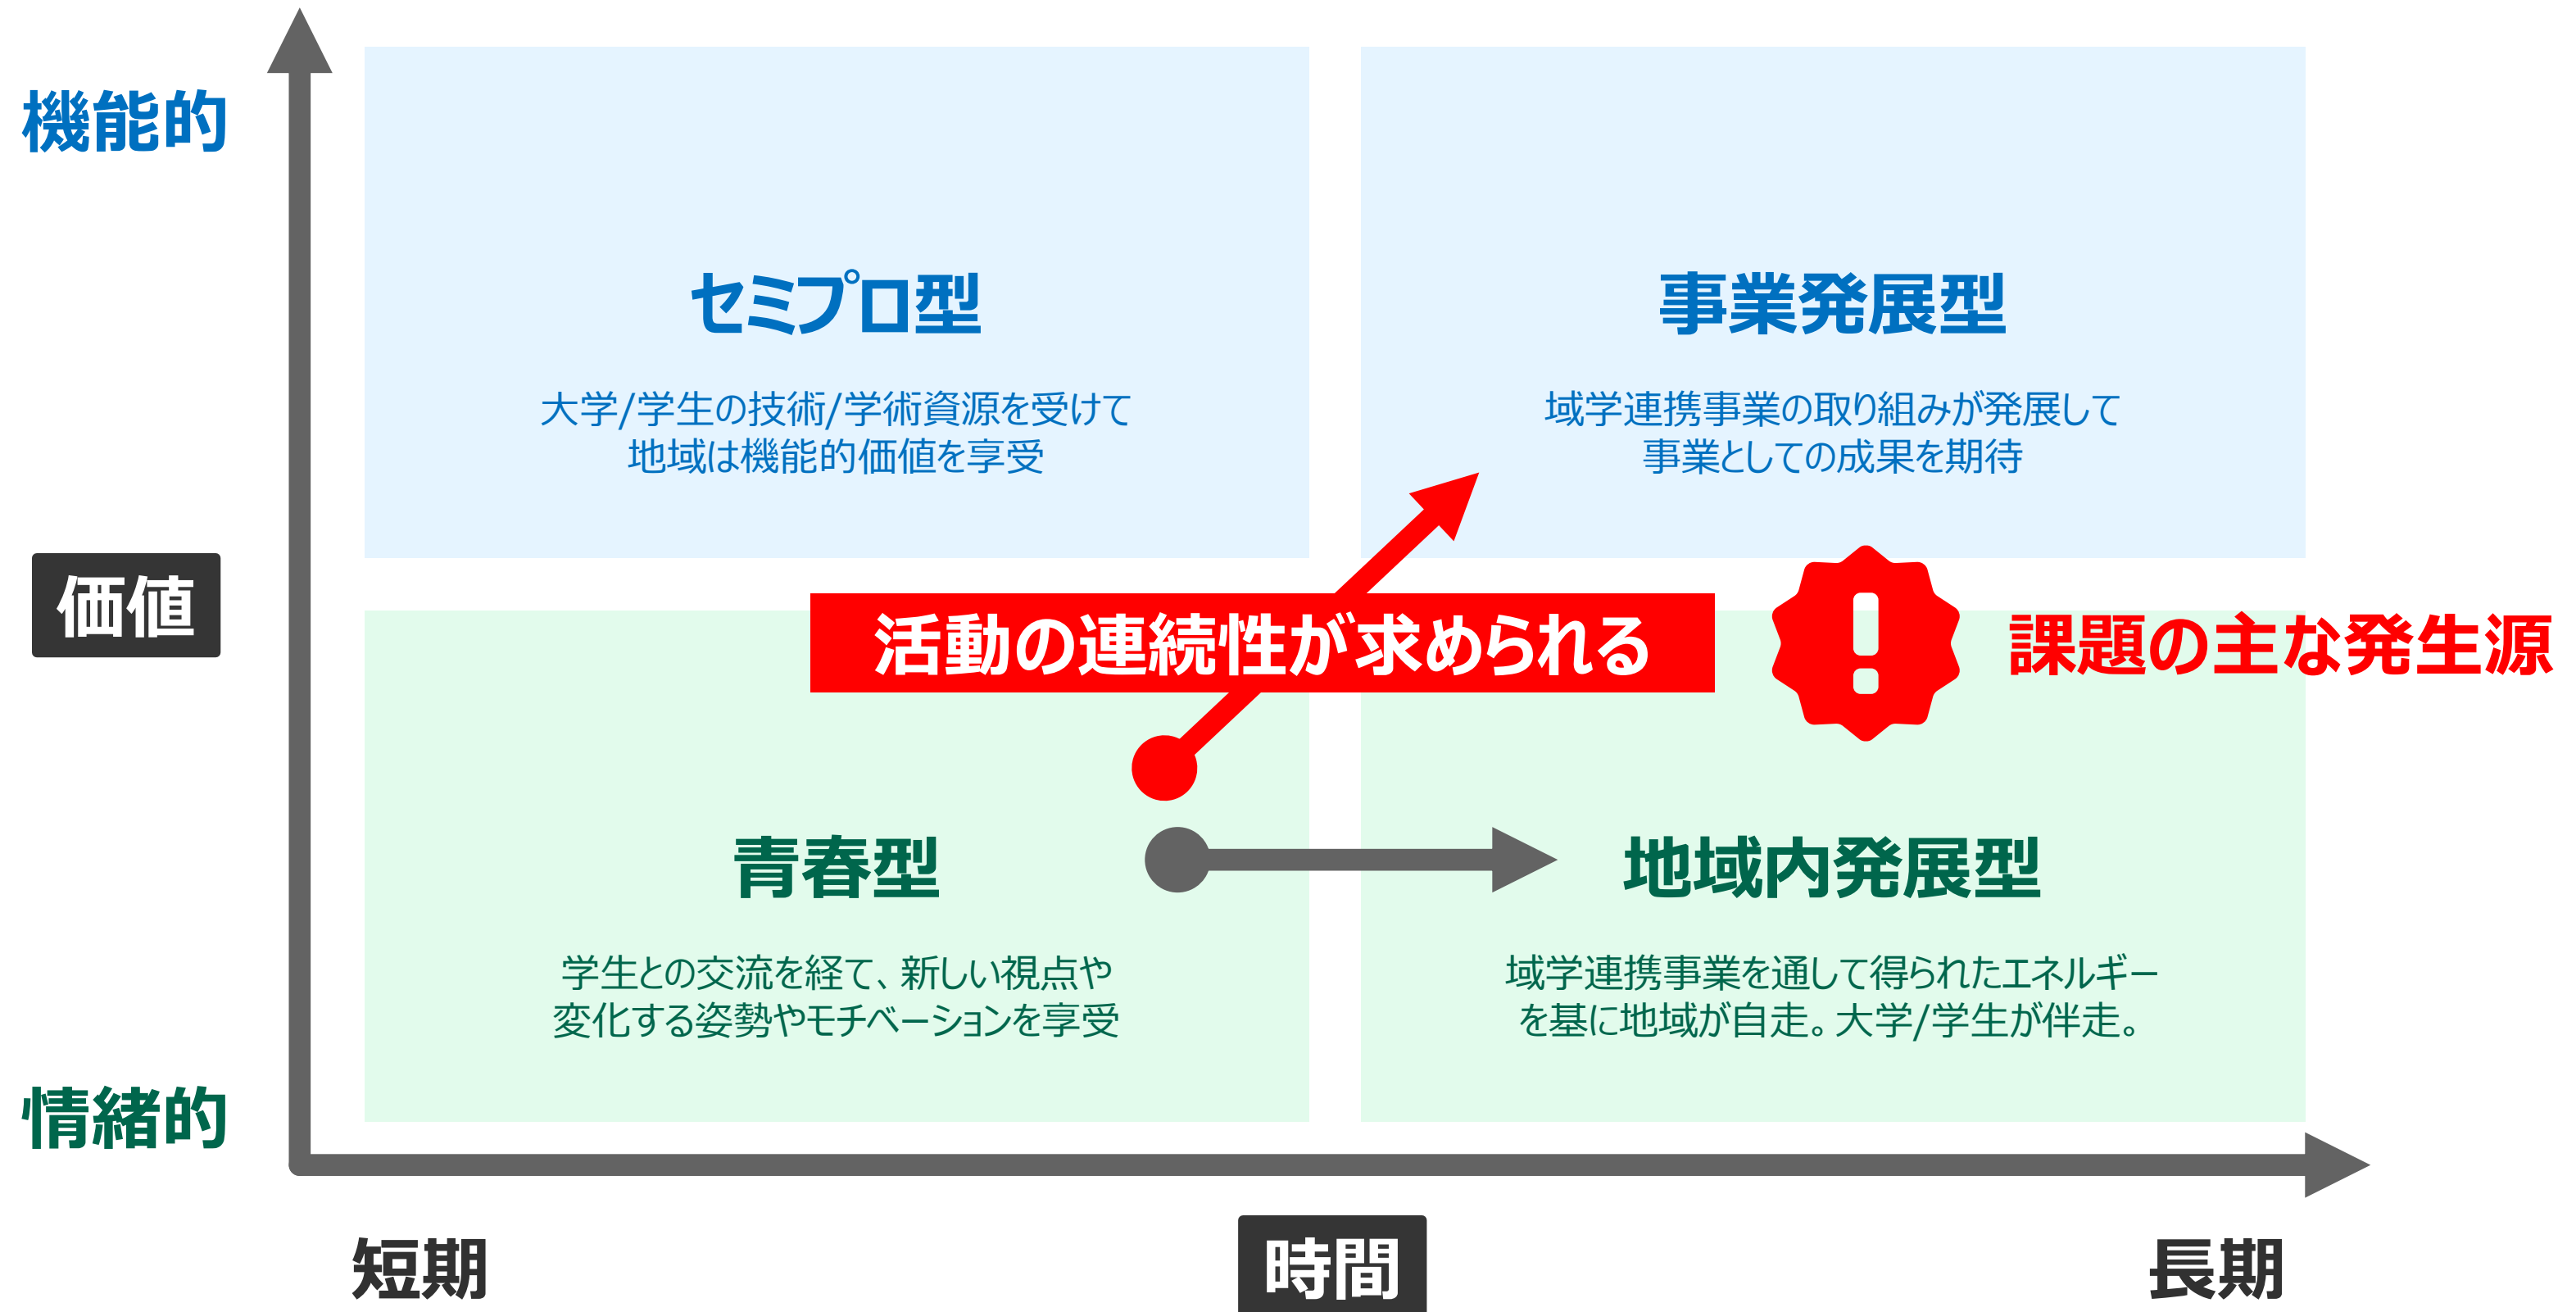 機能的
セミプロ型
大学/学生の技術/学術資源を受けて
地域は機能的価値を享受
事業発展型
域学連携事業の取り組みが発展して
事業としての成果を期待
価値
活動の連続性が求められる
課題の主な発生源
青春型
学生との交流を経て、新しい視点や
変化する姿勢やモチベーションを享受
地域内発展型
域学連携事業を通して得られたエネルギー
を基に地域が自走。大学/学生が伴走。
情緒的
短期
時間
長期